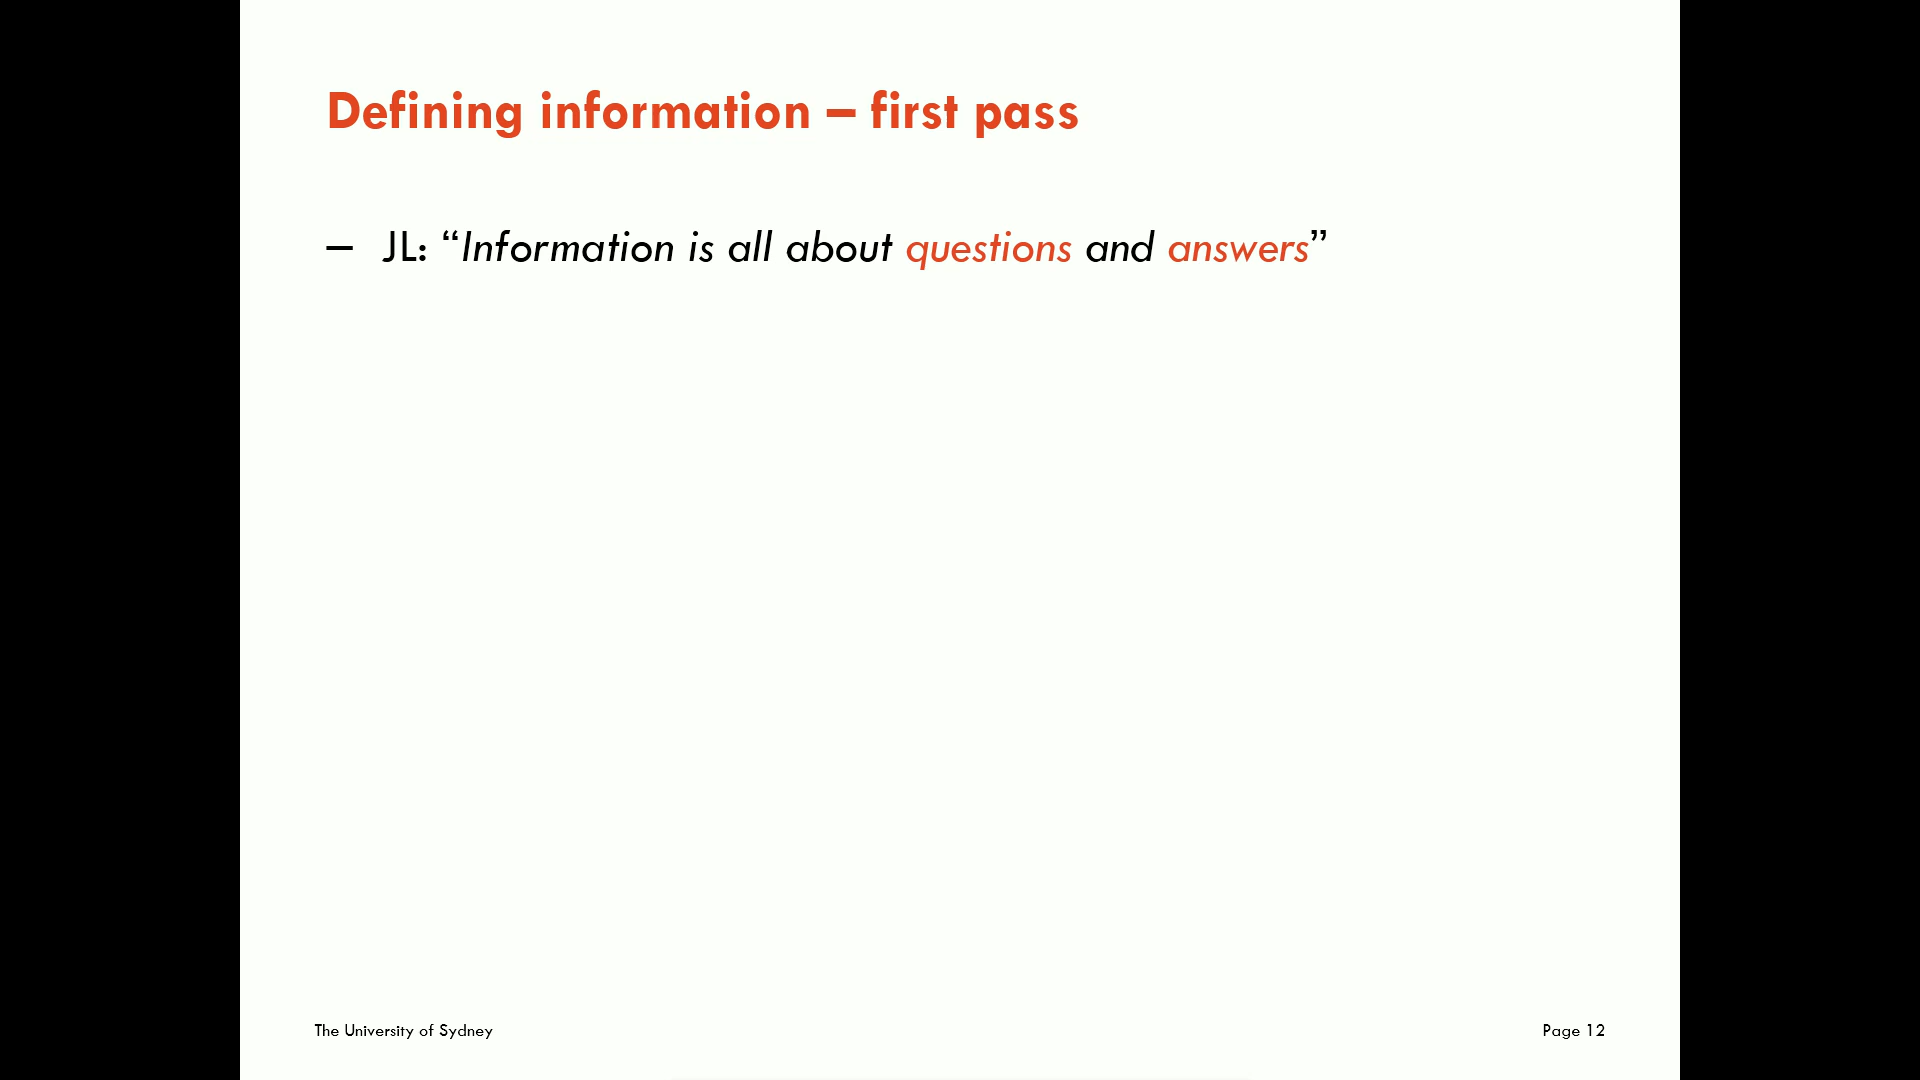 Defining information – first pass
– JL: “Information is all about questions and answers”
The University of Sydney
Page 12